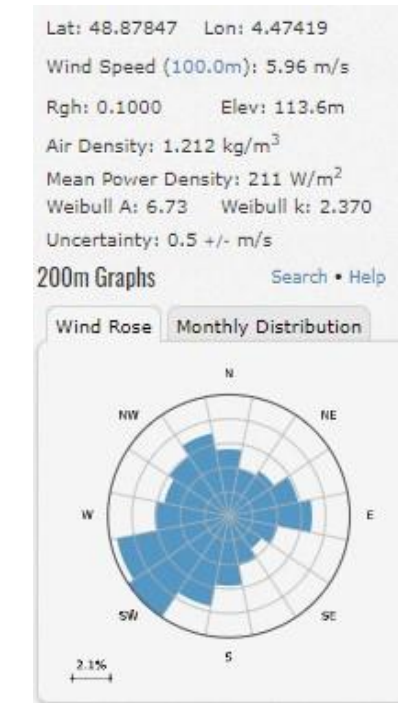 Lat: 48.87847 Lon: 4.47419
Wind Speed (100.0m): 5.96 m/s
Rgh: 0.1000 Elev: 113.6m
Air Density: 1.212 kg/m³
Mean Power Density: 211 W/m²
Weibull A: 6.73 Weibull k: 2.370
Uncertainty: 0.5 +/- m/s
200m Graphs Search • Help
Wind Rose Monthly Distribution
N
NW NE
W E
SW SE
S
2.1%